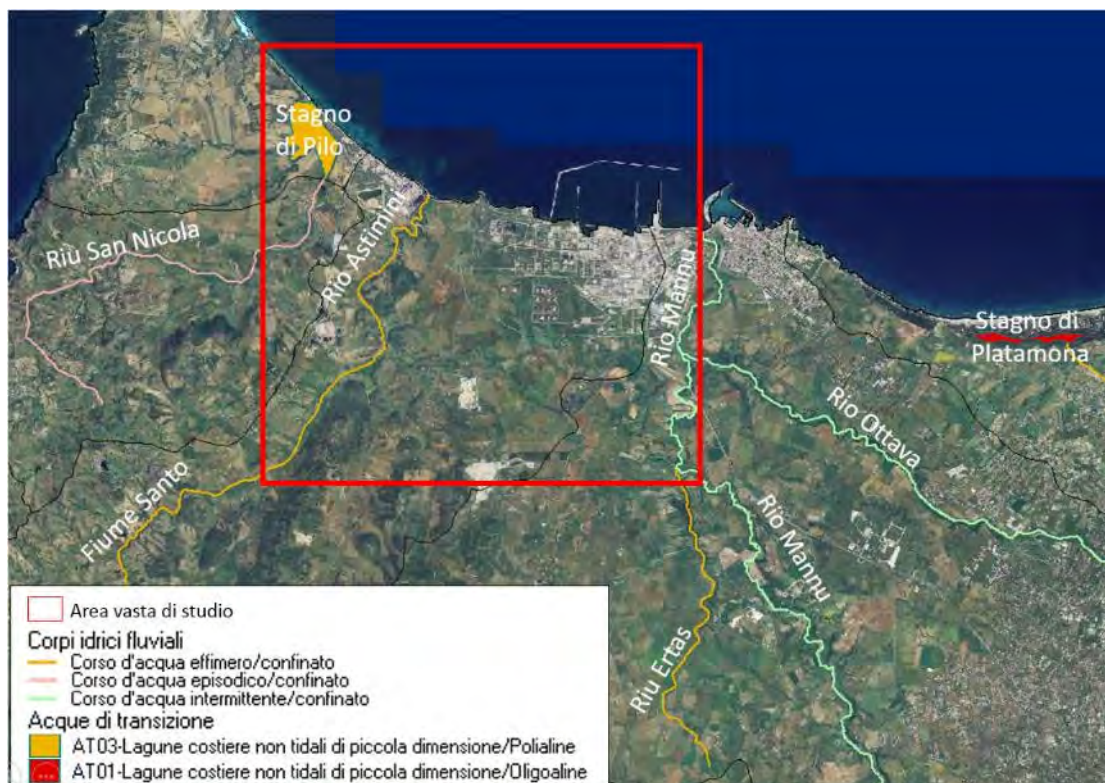 Stagno
di Pilo
Riu San Nicola
Rio Astimini
Rio Mannu
Stagno di
Platamona
Rio Ottava
Fiume Santo
Rio Mannu
Riu Ertas
Area vasta di studio
Corpi idrici fluviali
Corso d'acqua effimero/confinato
Corso d'acqua episodico/confinato
Corso d'acqua intermittente/confinato
Acque di transizione
AT03-Lagune costiere non tidali di piccola dimensione/Polialine
AT01-Lagune costiere non tidali di piccola dimensione/Oligoaline